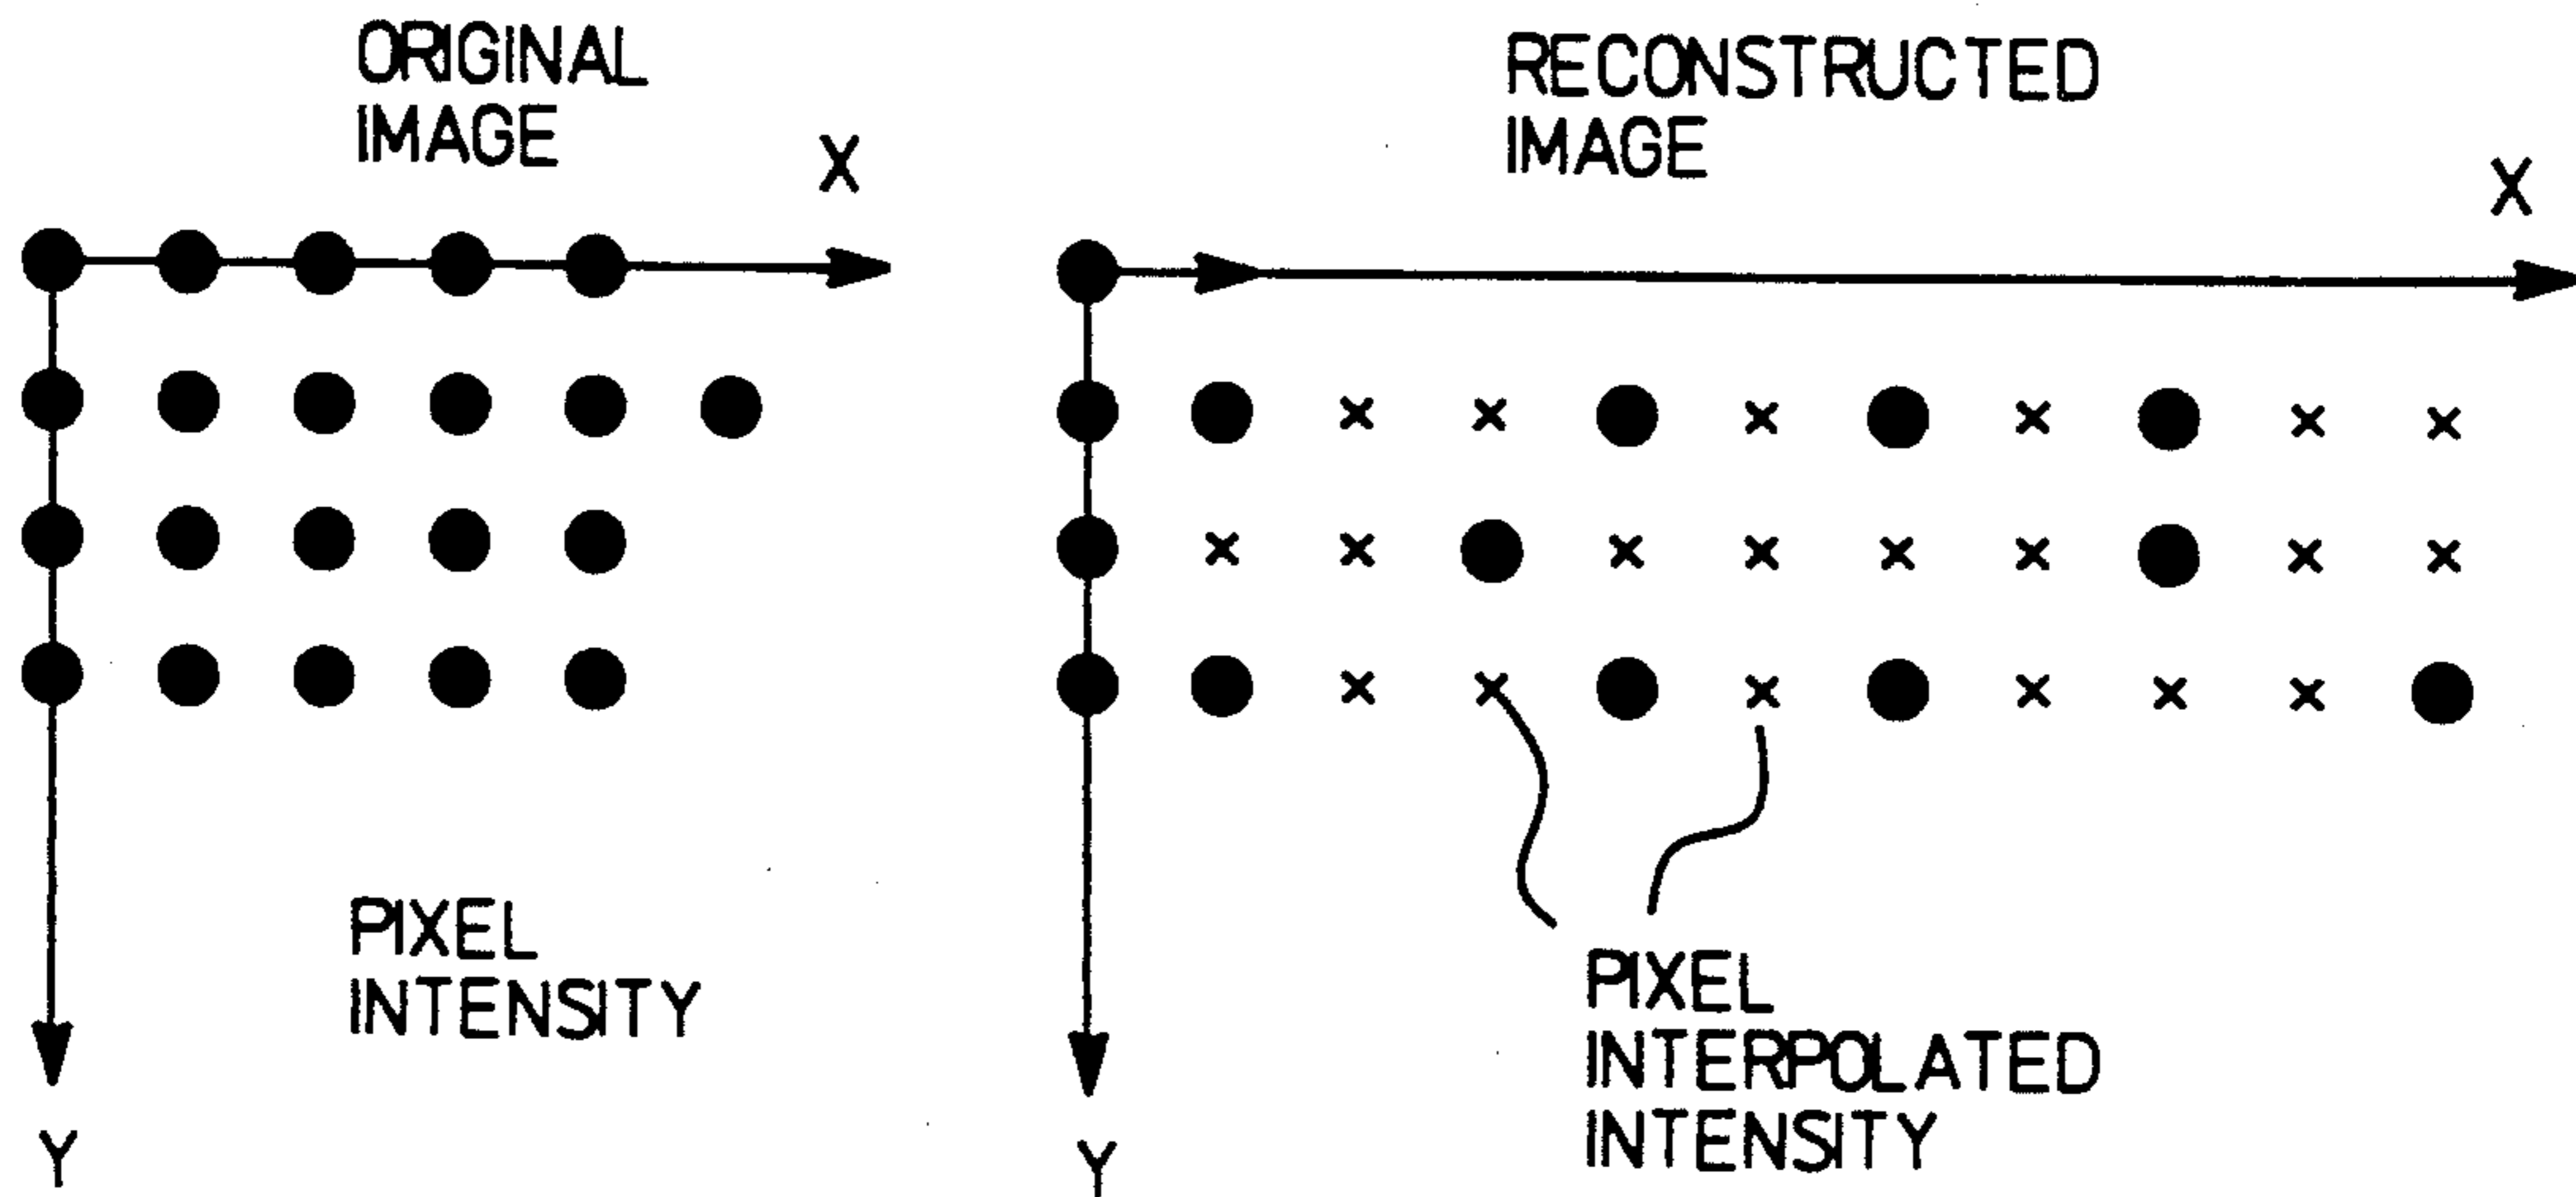 ORIGINAL
IMAGE
X
Y
PIXEL
INTENSITY
RECONSTRUCTED
IMAGE
X
Y
PIXEL
INTERPOLATED
INTENSITY